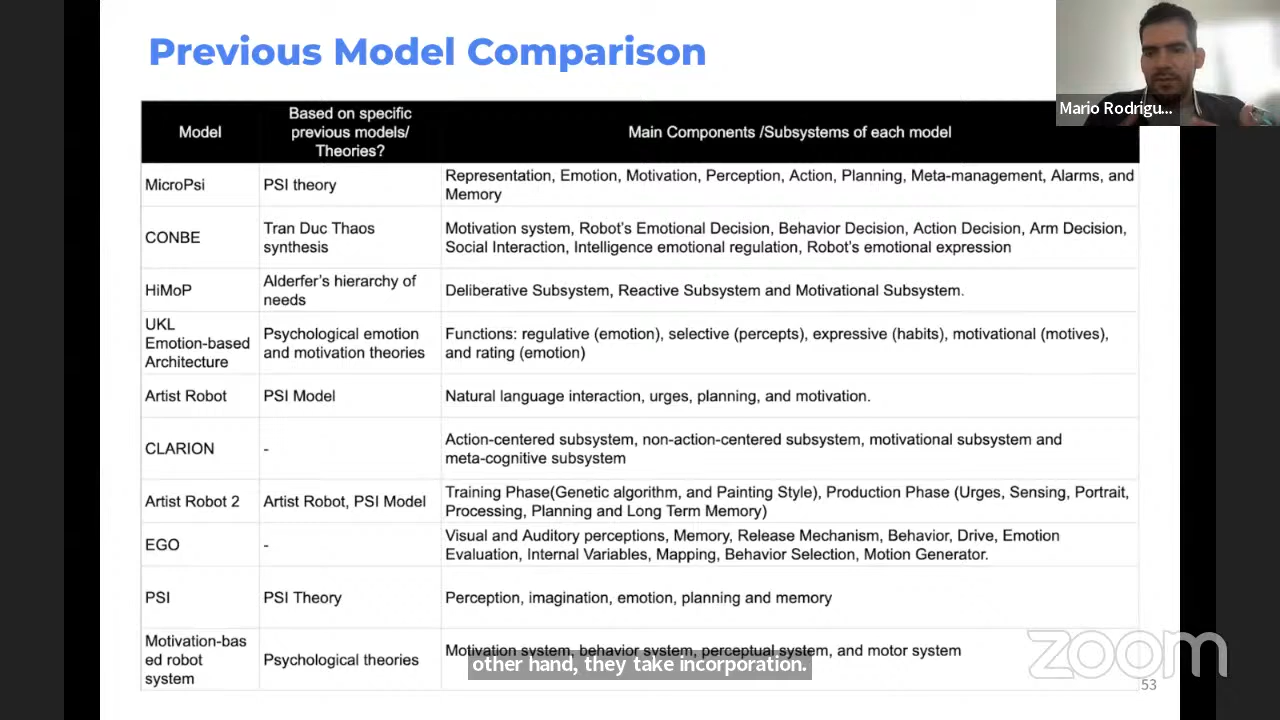 Previous Model Comparison
Mario Rodrigu...
Model
Based on specific
previous models/
Theories?
Main Components /Subsystems of each model
MicroPsi
PSI theory
Representation, Emotion, Motivation, Perception, Action, Planning, Meta-management, Alarms, and
Memory
CONBE
Tran Duc Thaos
synthesis
Motivation system, Robot's Emotional Decision, Behavior Decision, Action Decision, Arm Decision,
Social Interaction, Intelligence emotional regulation, Robot's emotional expression
HiMoP
Alderfer's hierarchy of
needs
Deliberative Subsystem, Reactive Subsystem and Motivational Subsystem.
UKL
Emotion-based
Architecture
Psychological emotion
and motivation theories
Functions: regulative (emotion), selective (percepts), expressive (habits), motivational (motives),
and rating (emotion)
Artist Robot
PSI Model
Natural language interaction, urges, planning, and motivation.
CLARION
-
Action-centered subsystem, non-action-centered subsystem, motivational subsystem and
meta-cognitive subsystem
Artist Robot 2
Artist Robot, PSI Model
Training Phase(Genetic algorithm, and Painting Style), Production Phase (Urges, Sensing, Portrait,
Processing, Planning and Long Term Memory)
EGO
-
Visual and Auditory perceptions, Memory, Release Mechanism, Behavior, Drive, Emotion
Evaluation, Internal Variables, Mapping, Behavior Selection, Motion Generator.
PSI
PSI Theory
Perception, imagination, emotion, planning and memory
Motivation-bas
ed robot
system
Psychological theories
Motivation system, behavior system, perceptual system, and motor system
other hand, they take incorporation.
zoom
53